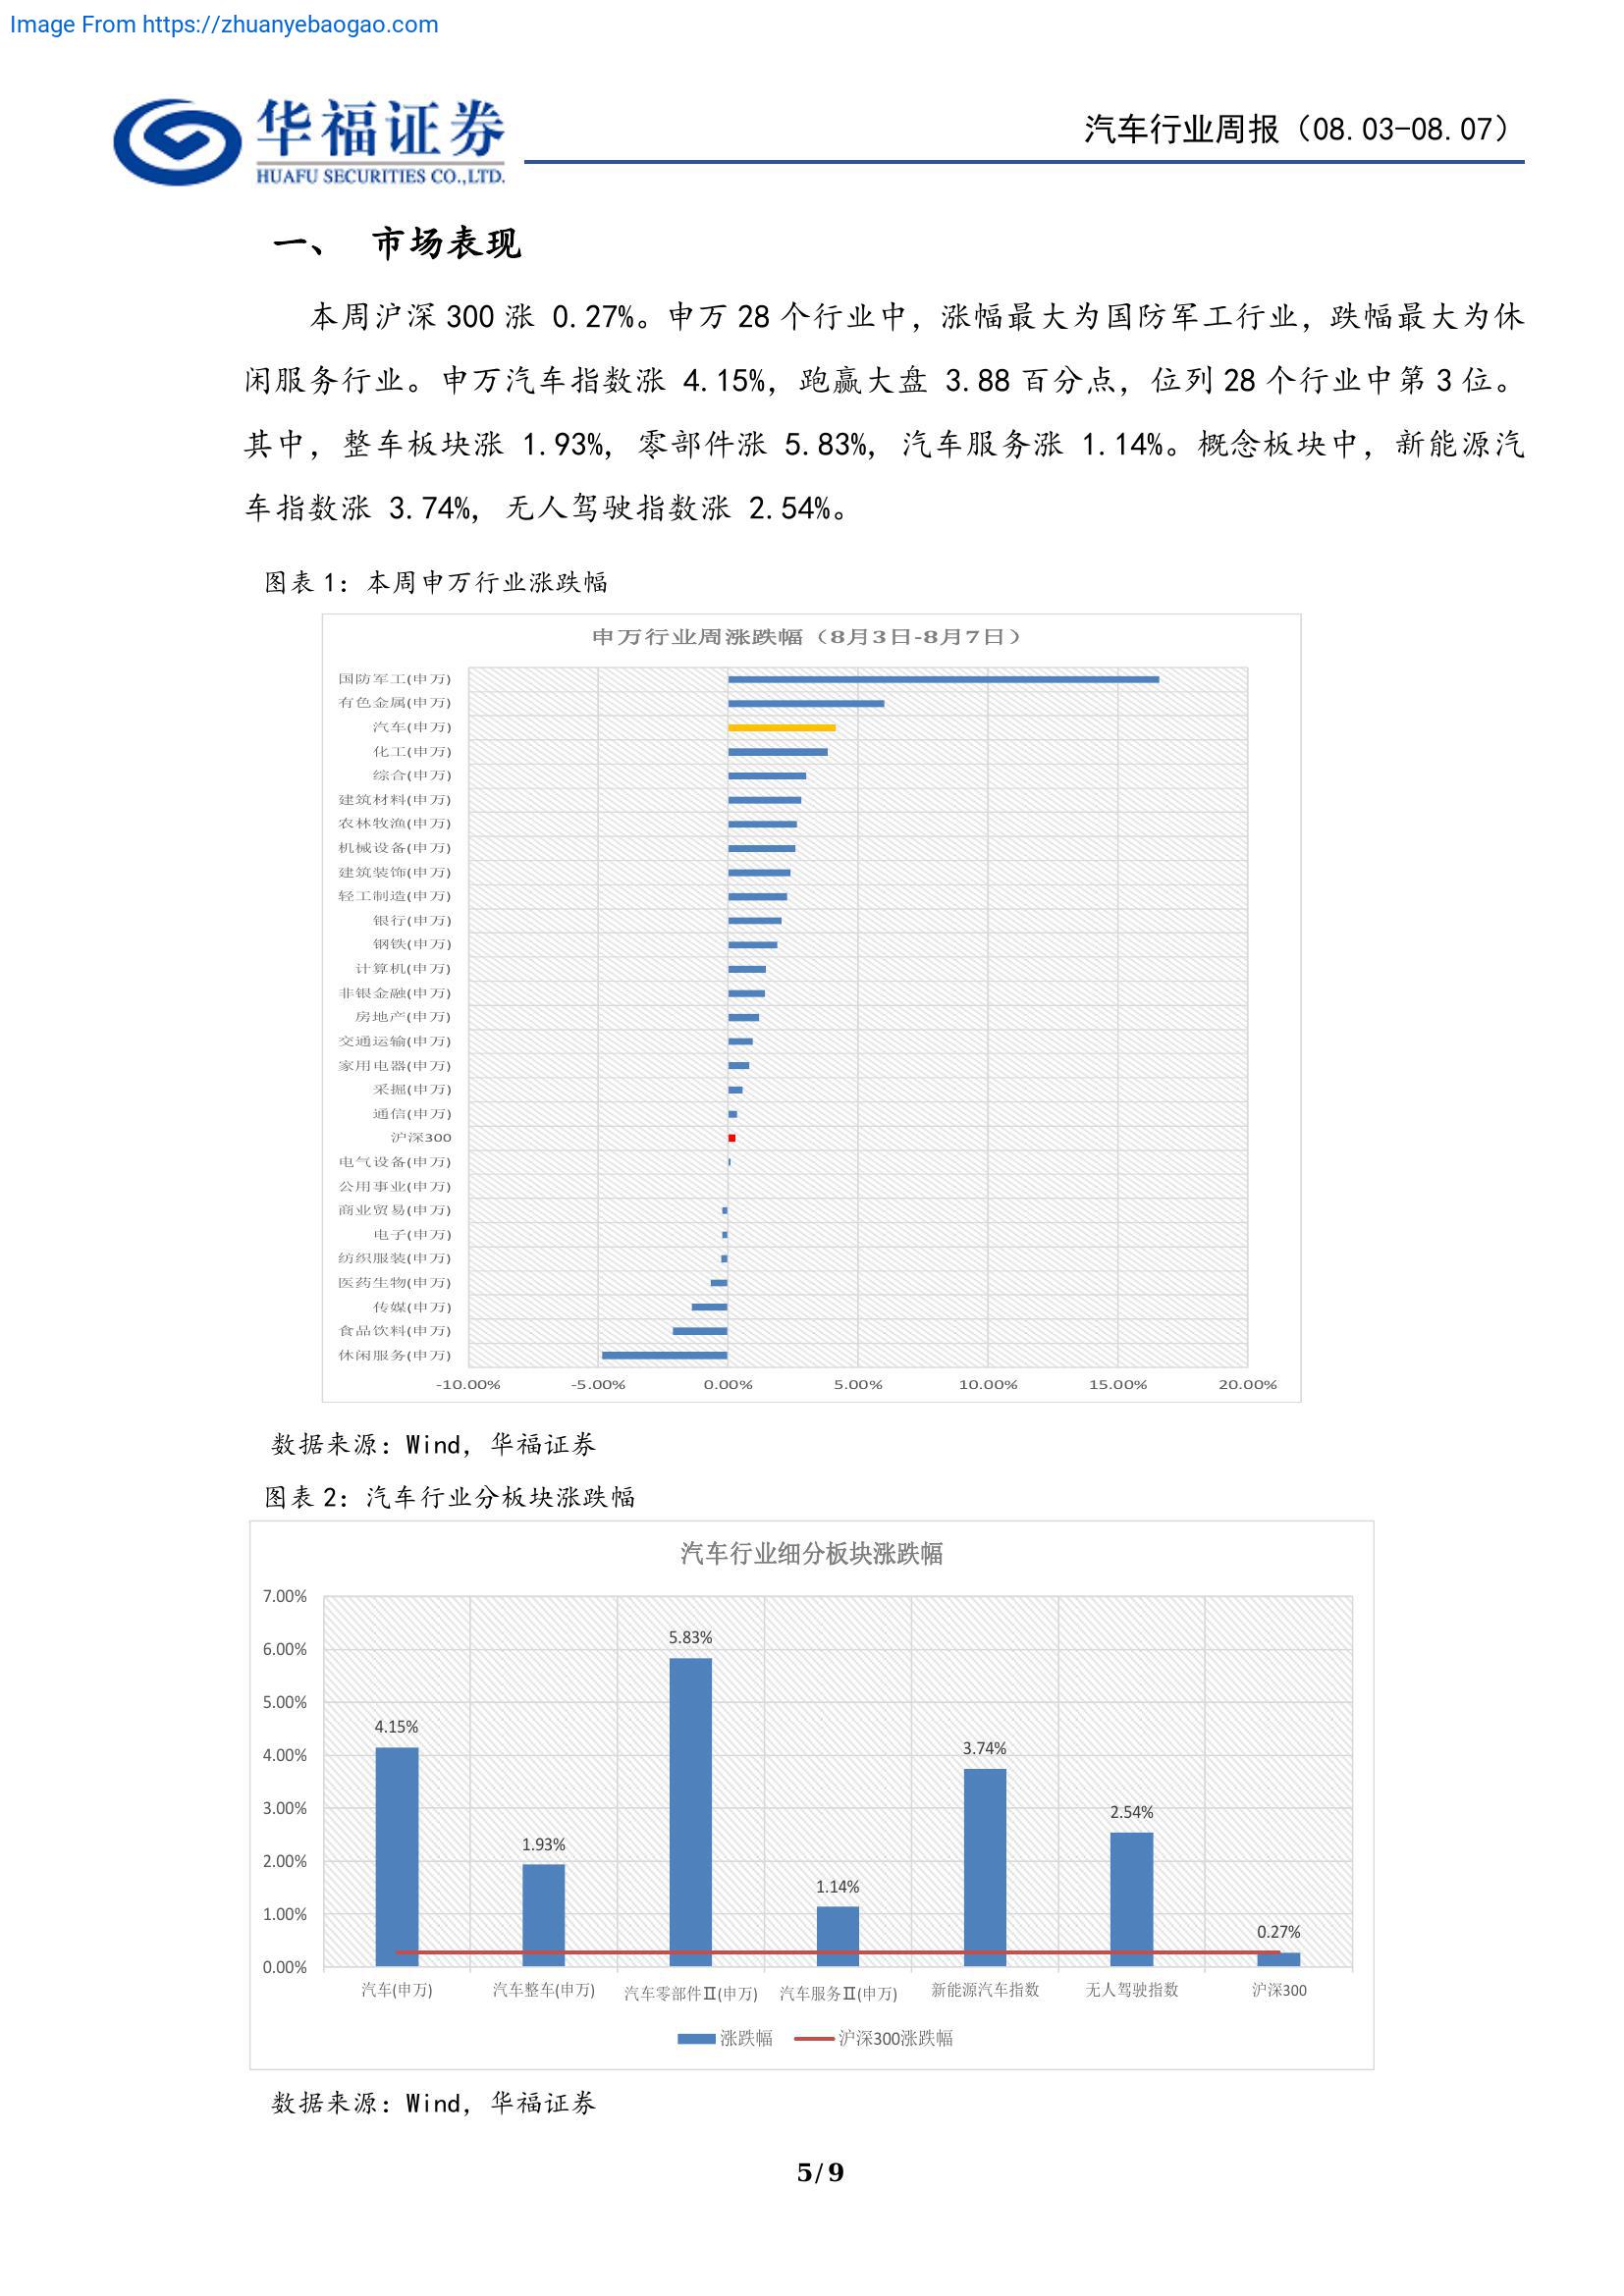 Image From https://zhuanyebaogao.com
华福证券
HUAFU SECURITIES CO.,LTD.
汽车行业周报（08.03-08.07）
一、 市场表现
本周沪深 300 涨 0.27%。申万 28 个行业中，涨幅最大为国防军工行业，跌幅最大为休
闲服务行业。申万汽车指数涨 4.15%，跑赢大盘 3.88 百分点，位列 28 个行业中第 3 位。
其中，整车板块涨 1.93%，零部件涨 5.83%，汽车服务涨 1.14%。概念板块中，新能源汽
车指数涨 3.74%，无人驾驶指数涨 2.54%。
图表 1：本周申万行业涨跌幅
申万行业周涨跌幅（8月3日-8月7日）
国防军工(申万)
有色金属(申万)
汽车(申万)
化工(申万)
综合(申万)
建筑材料(申万)
农林牧渔(申万)
机械设备(申万)
建筑装饰(申万)
轻工制造(申万)
银行(申万)
钢铁(申万)
计算机(申万)
非银金融(申万)
房地产(申万)
交通运输(申万)
家用电器(申万)
采掘(申万)
通信(申万)
沪深300
电气设备(申万)
公用事业(申万)
商业贸易(申万)
电子(申万)
纺织服装(申万)
医药生物(申万)
传媒(申万)
食品饮料(申万)
休闲服务(申万)
-10.00% -5.00% 0.00% 5.00% 10.00% 15.00% 20.00%
数据来源：Wind，华福证券
图表 2：汽车行业分板块涨跌幅
汽车行业细分板块涨跌幅
7.00%
6.00%
5.00%
4.00%
3.00%
2.00%
1.00%
0.00%
4.15% 1.93% 5.83% 1.14% 3.74% 2.54% 0.27%
汽车(申万) 汽车整车(申万) 汽车零部件Ⅱ(申万) 汽车服务Ⅱ(申万) 新能源汽车指数 无人驾驶指数 沪深300
涨跌幅 沪深300涨跌幅
数据来源：Wind，华福证券
5/9